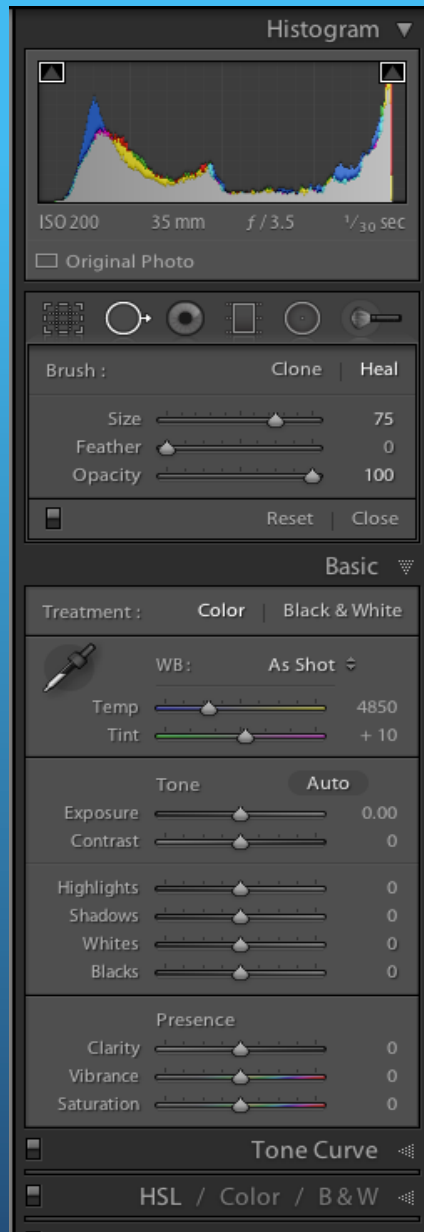 Histogram
ISO 200 35 mm ƒ / 3.5 1/30 sec
Original Photo
Brush : Clone | Heal
Size 75
Feather 0
Opacity 100
Reset | Close
Basic
Treatment : Color | Black & White
WB : As Shot
Temp 4850
Tint + 10
Tone Auto
Exposure 0.00
Contrast 0
Highlights 0
Shadows 0
Whites 0
Blacks 0
Presence
Clarity 0
Vibrance 0
Saturation 0
Tone Curve
HSL / Color / B & W